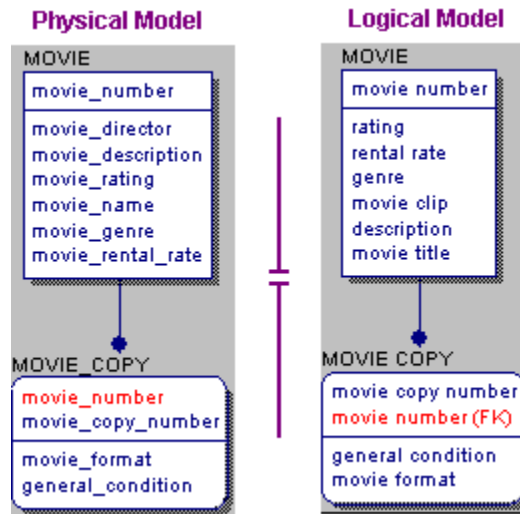 Physical Model
MOVIE
movie_number
movie_director
movie_description
movie_rating
movie_name
movie_genre
movie_rental_rate
MOVIE_COPY
movie_number
movie_copy_number
movie_format
general_condition
Logical Model
MOVIE
movie number
rating
rental rate
genre
movie clip
description
movie title
MOVIE COPY
movie copy number
movie number (FK)
general condition
movie format